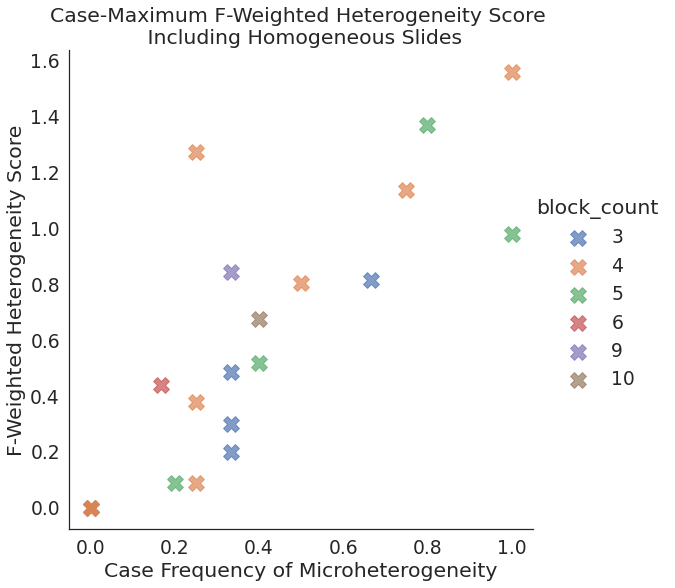 Case-Maximum F-Weighted Heterogeneity Score
Including Homogeneous Slides
F-Weighted Heterogeneity Score
1.6
1.4
1.2
1.0
0.8
0.6
0.4
0.2
0.0
0.0 0.2 0.4 0.6 0.8 1.0
Case Frequency of Microheterogeneity
block_count
3
4
5
6
9
10